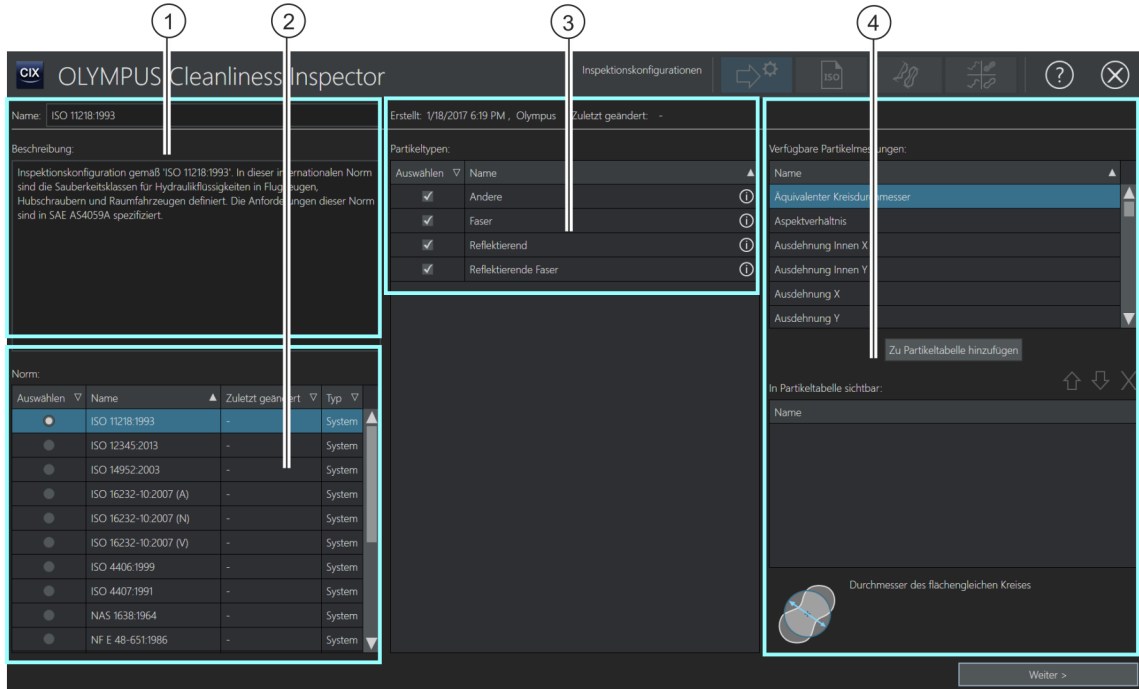 1
2
3
4
CIX OLYMPUS Cleanliness Inspector
Inspektionskonfigurationen
ISO
?
Name: ISO 11218:1993
Beschreibung:
Inspektionskonfiguration gemäß 'ISO 11218:1993'. In dieser internationalen Norm
sind die Sauberkeitsklassen für Hydraulikflüssigkeiten in Flugzeugen,
Hubschraubern und Raumfahrzeugen definiert. Die Anforderungen dieser Norm
sind in SAE AS4059A spezifiziert.
Norm:
Auswählen Name Zuletzt geändert Typ
ISO 11218:1993 - System
ISO 12345:2013 - System
ISO 14952:2003 - System
ISO 16232-10:2007 (A) - System
ISO 16232-10:2007 (N) - System
ISO 16232-10:2007 (V) - System
ISO 4406:1999 - System
ISO 4407:1991 - System
NAS 1638:1964 - System
NF E 48-651:1986 - System
Erstellt: 1/18/2017 6:19 PM , Olympus Zuletzt geändert: -
Partikeltypen:
Auswählen Name
Andere
Faser
Reflektierend
Reflektierende Faser
Verfügbare Partikelmessungen:
Name
Äquivalenter Kreisdurchmesser
Aspektverhältnis
Ausdehnung Innen X
Ausdehnung Innen Y
Ausdehnung X
Ausdehnung Y
Zu Partikeltabelle hinzufügen
In Partikeltabelle sichtbar:
Name
Durchmesser des flächengleichen Kreises
Weiter >